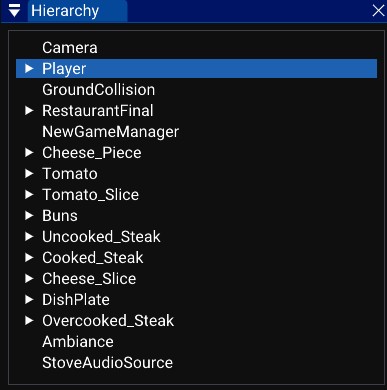 Hierarchy
Camera
Player
GroundCollision
RestaurantFinal
NewGameManager
Cheese_Piece
Tomato
Tomato_Slice
Buns
Uncooked_Steak
Cooked_Steak
Cheese_Slice
DishPlate
Overcooked_Steak
Ambiance
StoveAudioSource